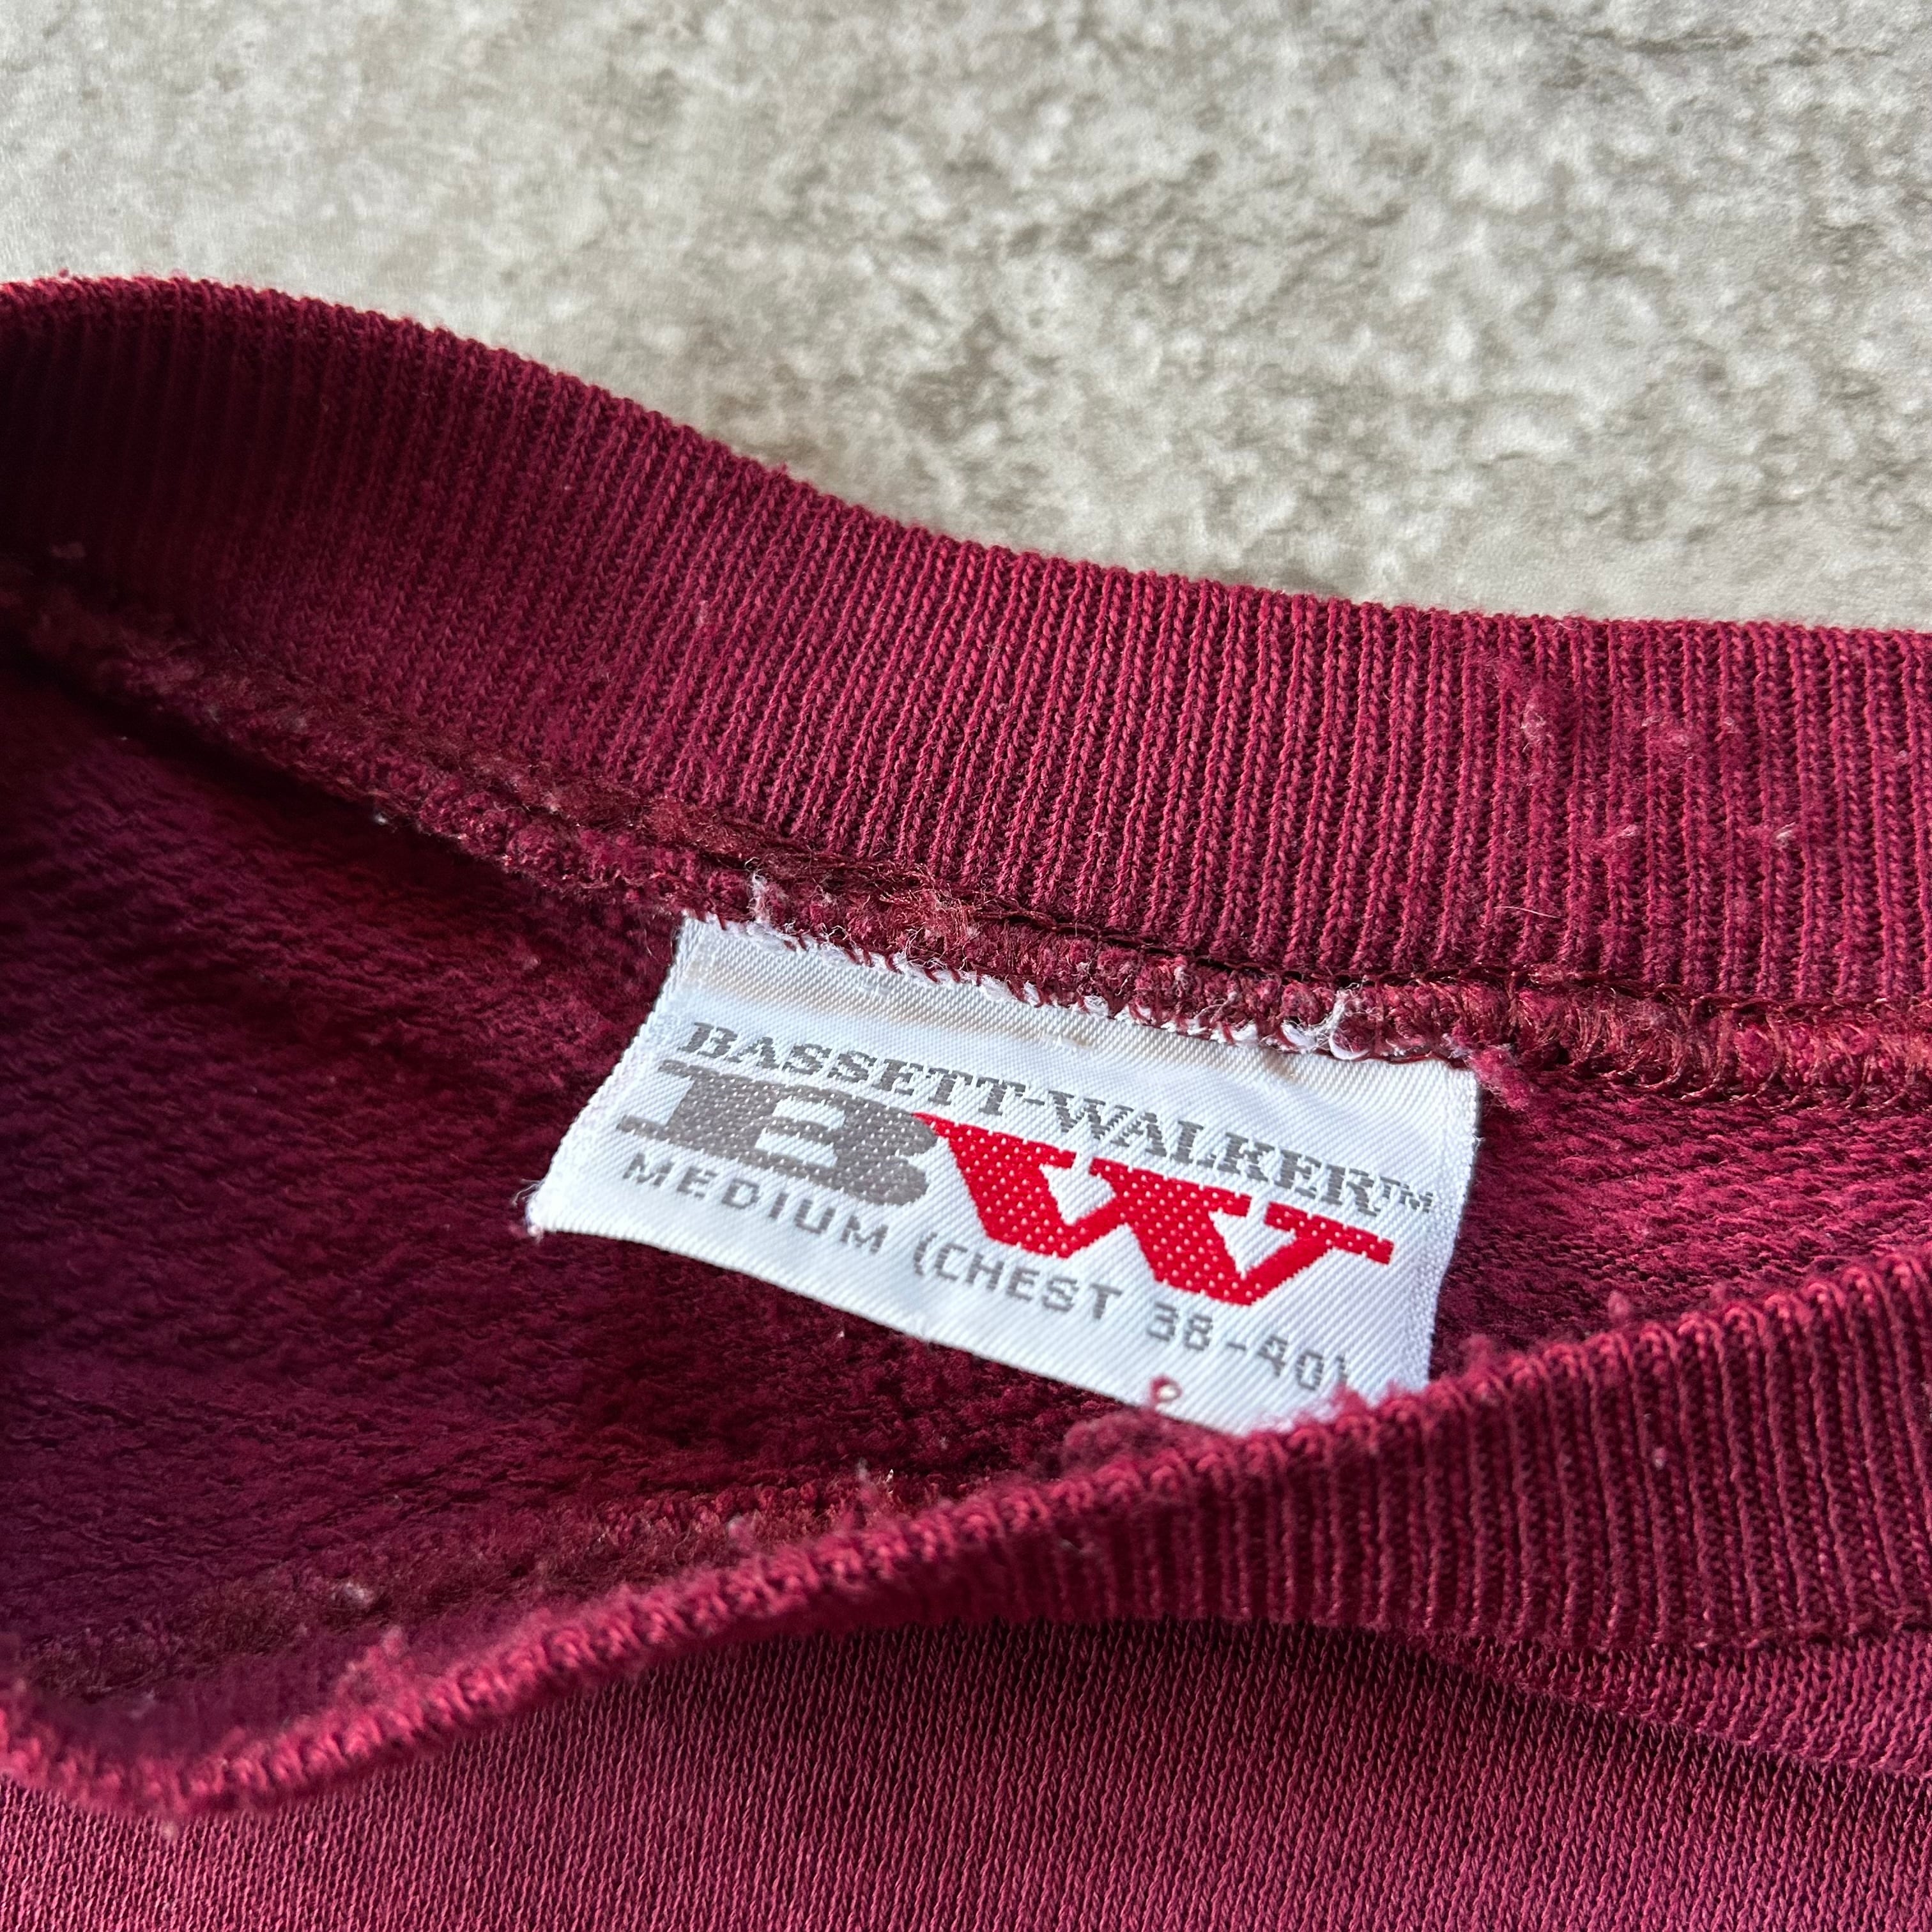 BASSETT-WALKER™
BW
MEDIUM (CHEST 38-40)